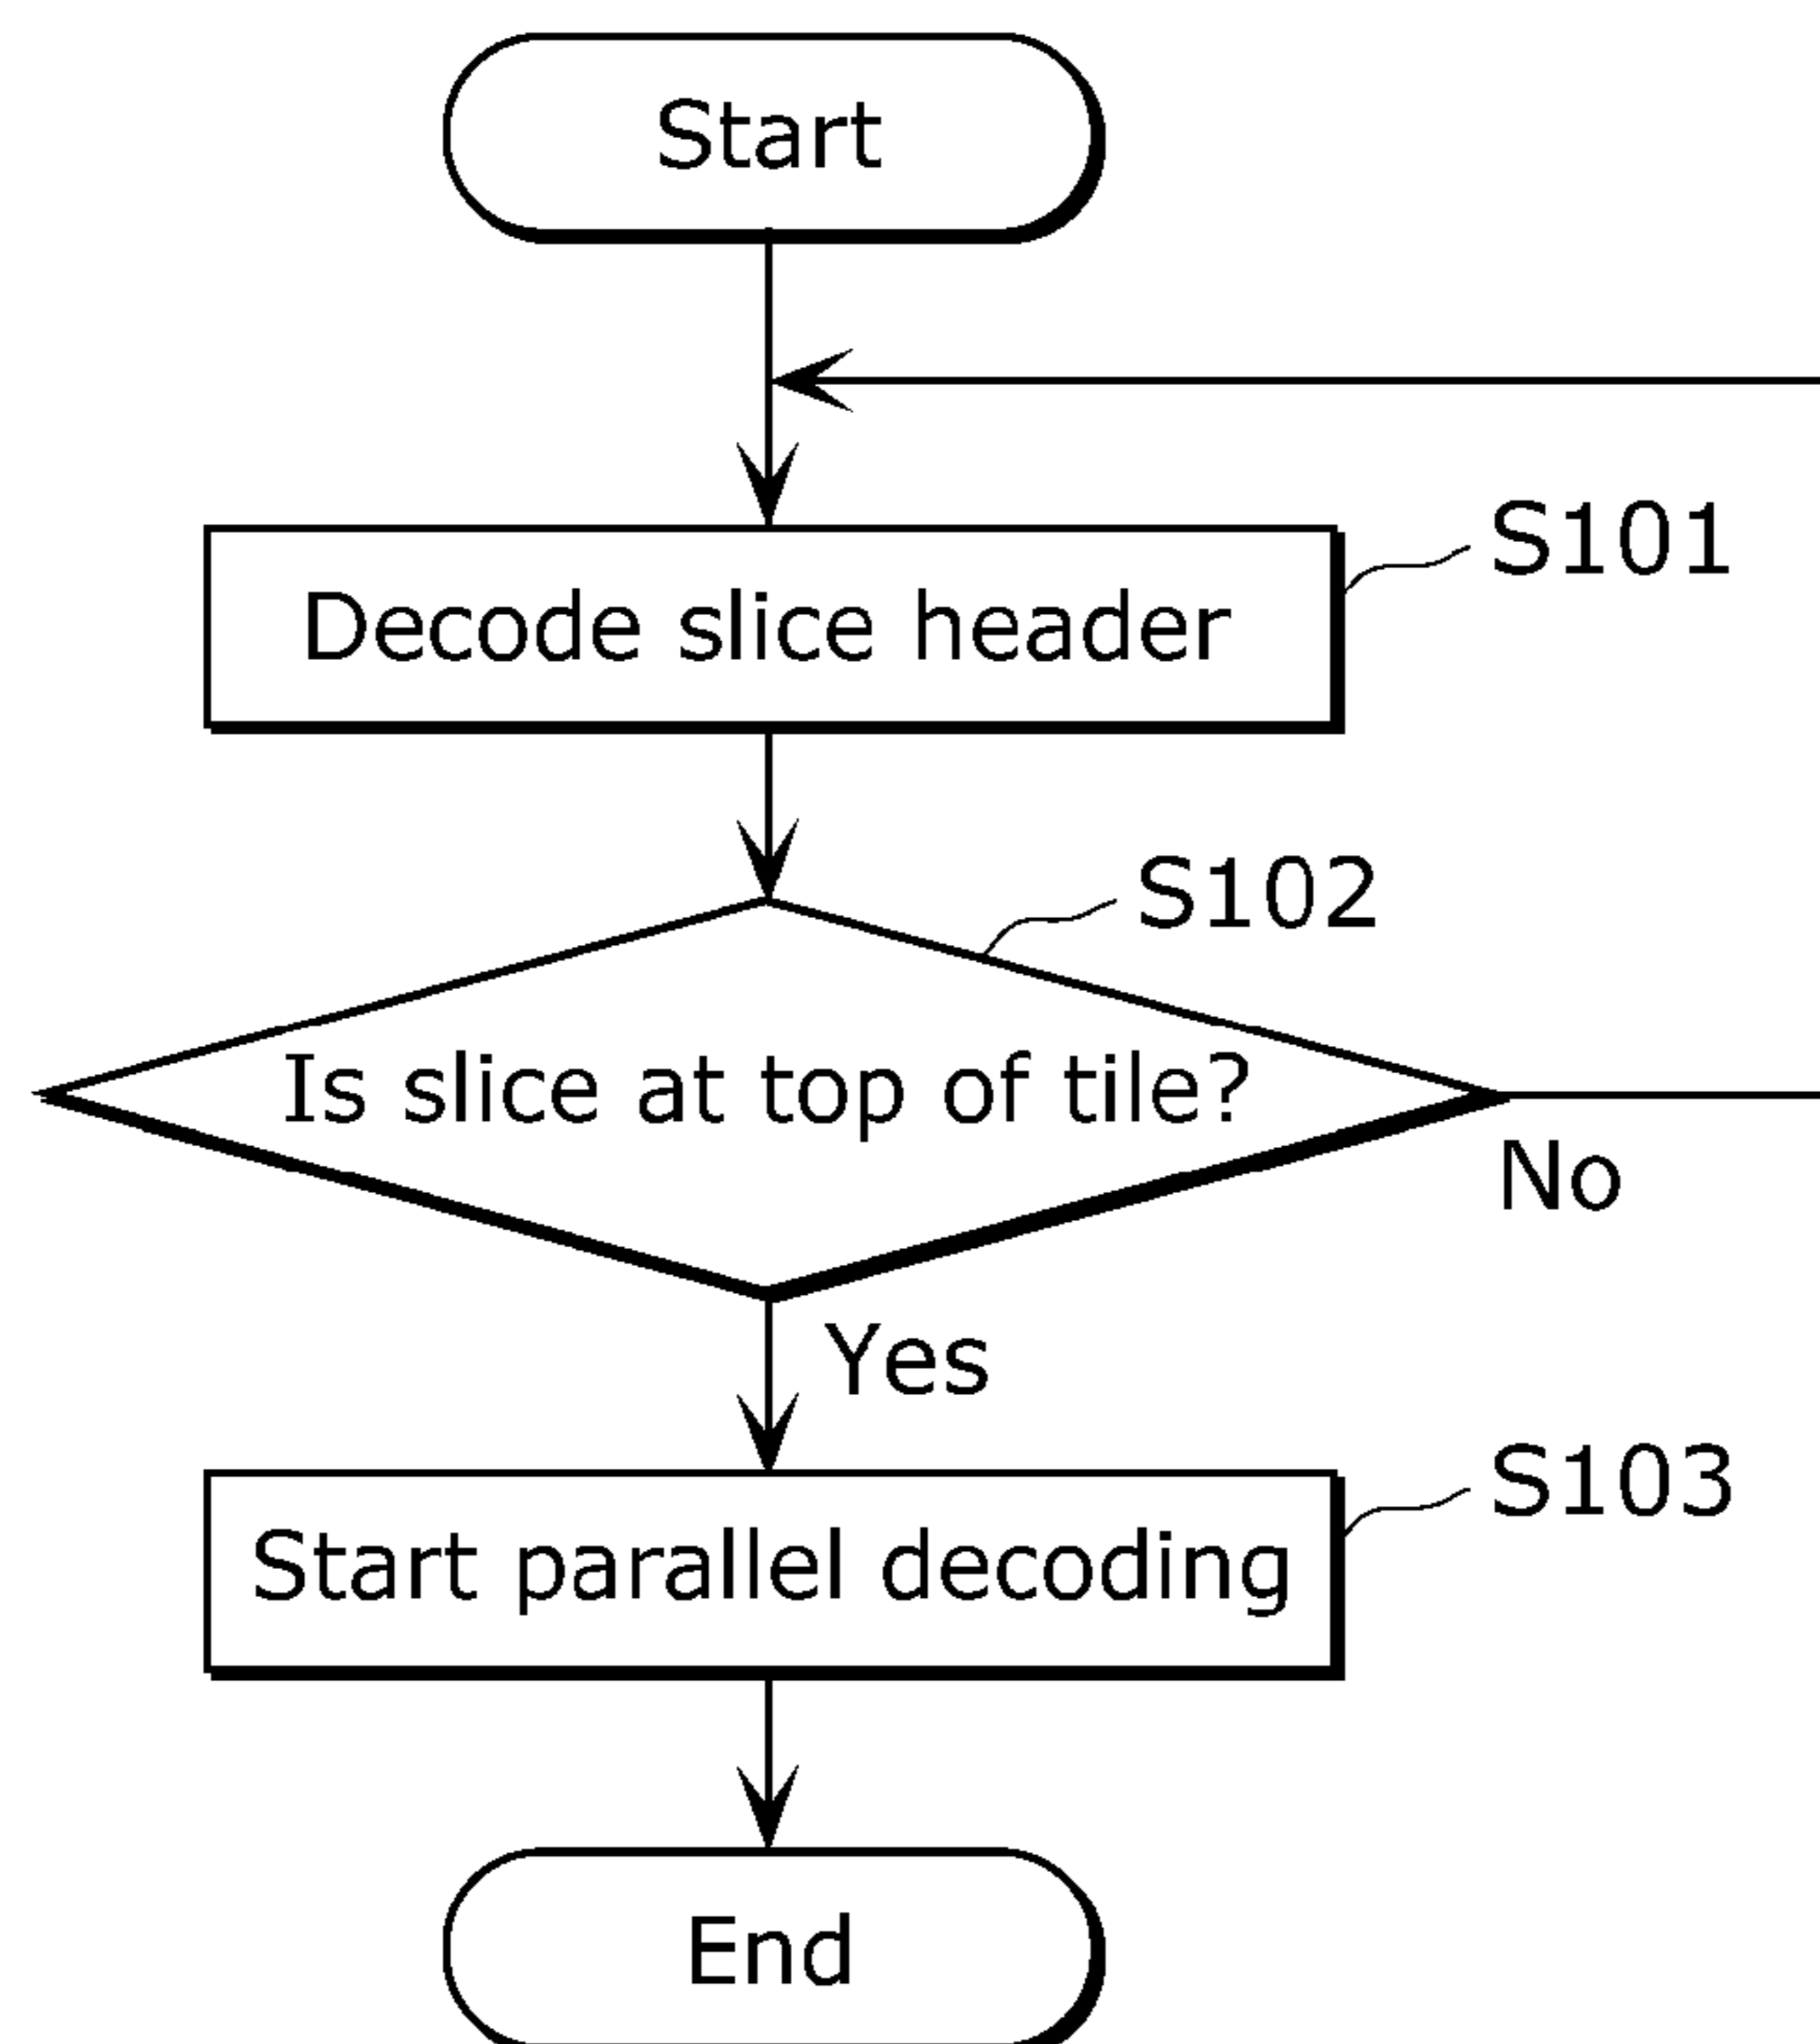 Start
S101
Decode slice header
S102
Is slice at top of tile?
No
Yes
S103
Start parallel decoding
End